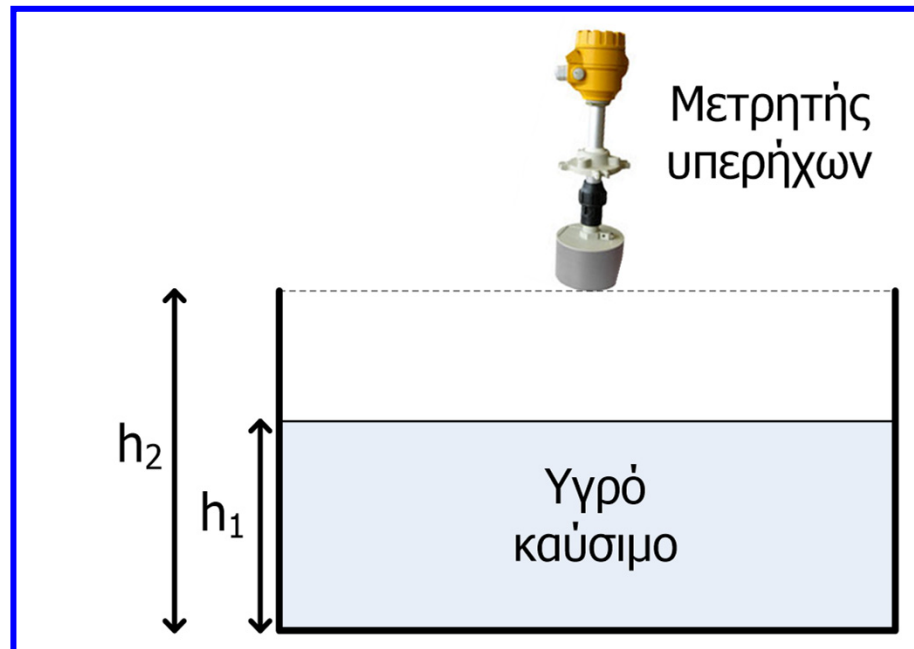 Μετρητής
υπερήχων
h₂
h₁
Υγρό
καύσιμο